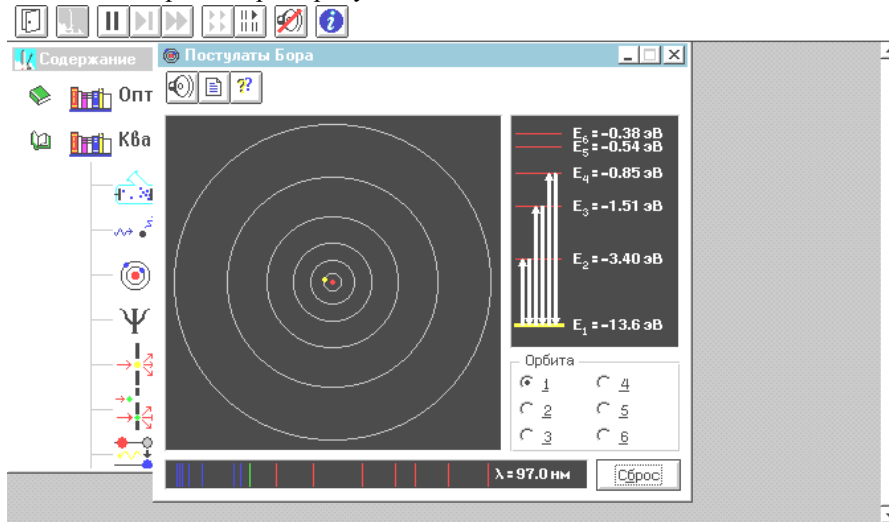 Содержание
Постулаты Бора
Опт
Ква
E6 = -0.38 эВ
E5 = -0.54 эВ
E4 = -0.85 эВ
E3 = -1.51 эВ
E2 = -3.40 эВ
E1 = -13.6 эВ
Орбита
1 4
2 5
3 6
λ = 97.0 нм
Сброс